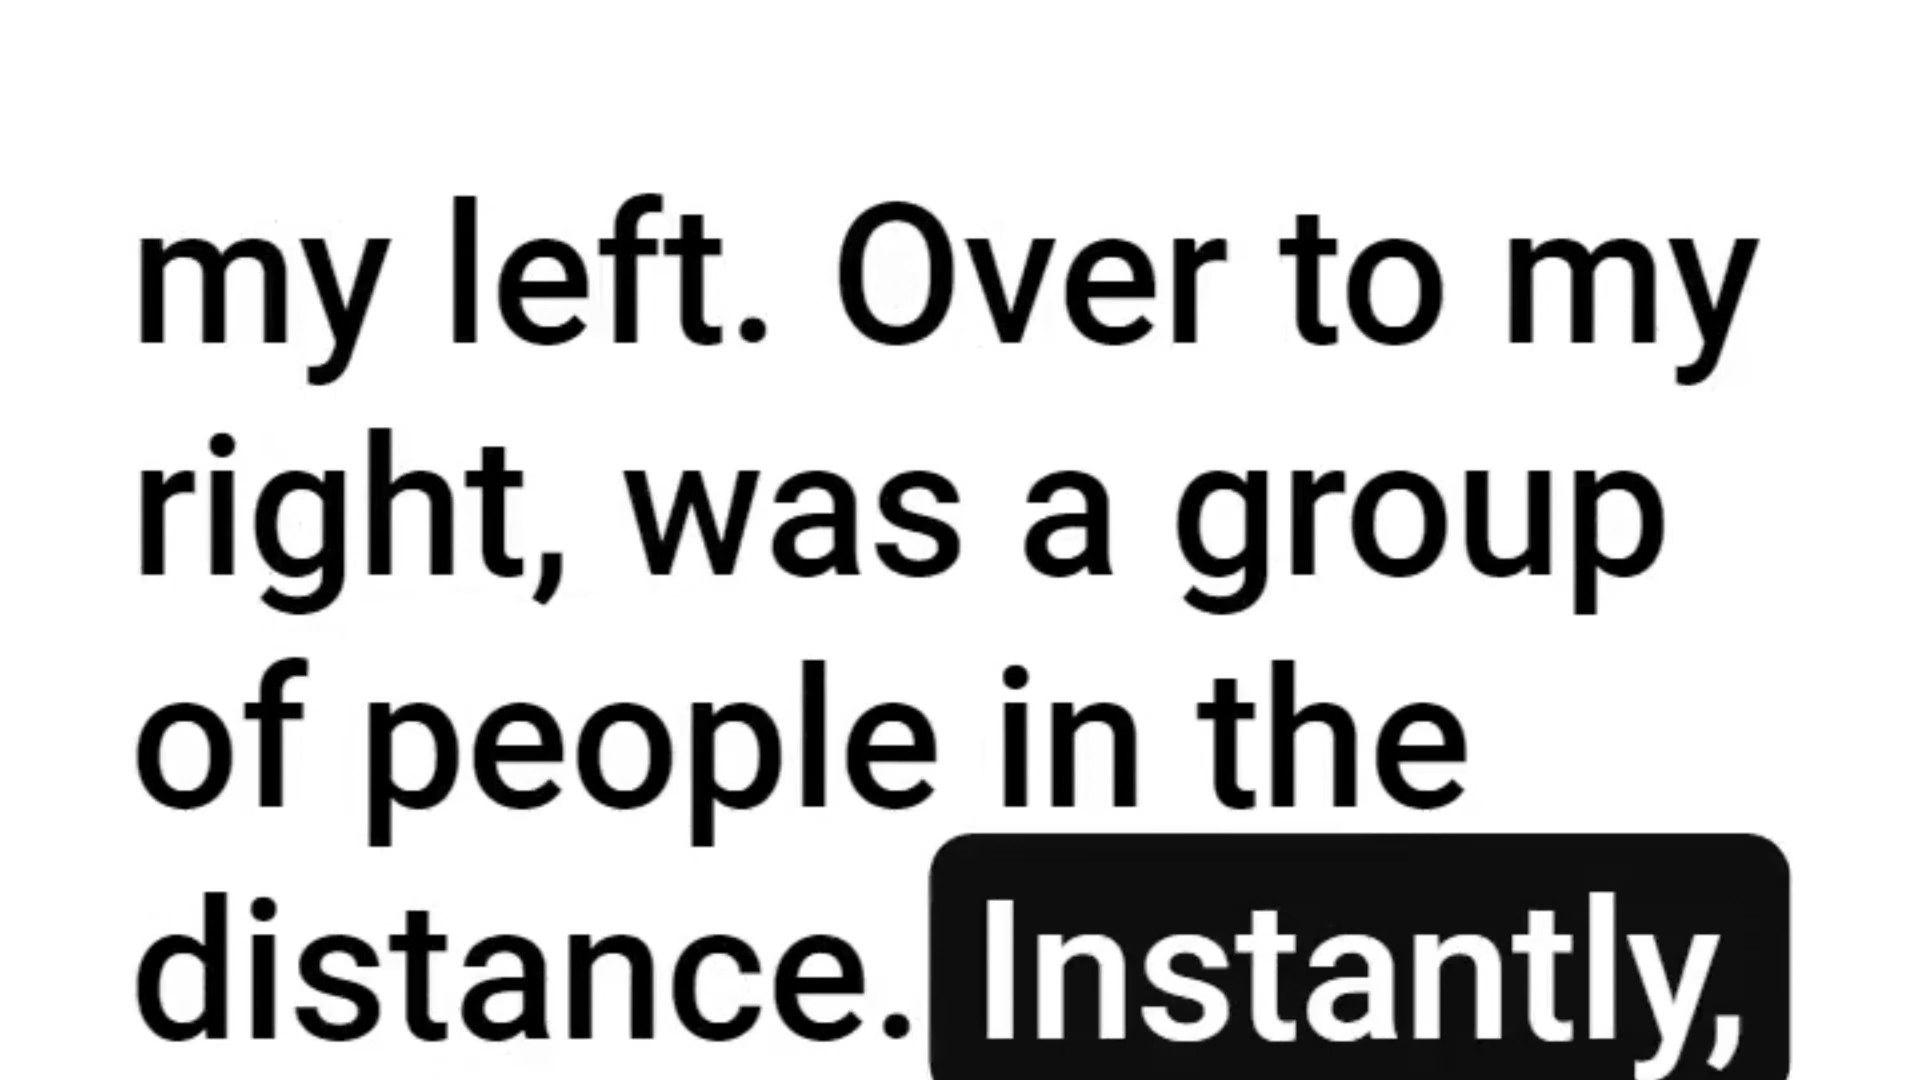 my left. Over to my
right, was a group
of people in the
distance. Instantly,